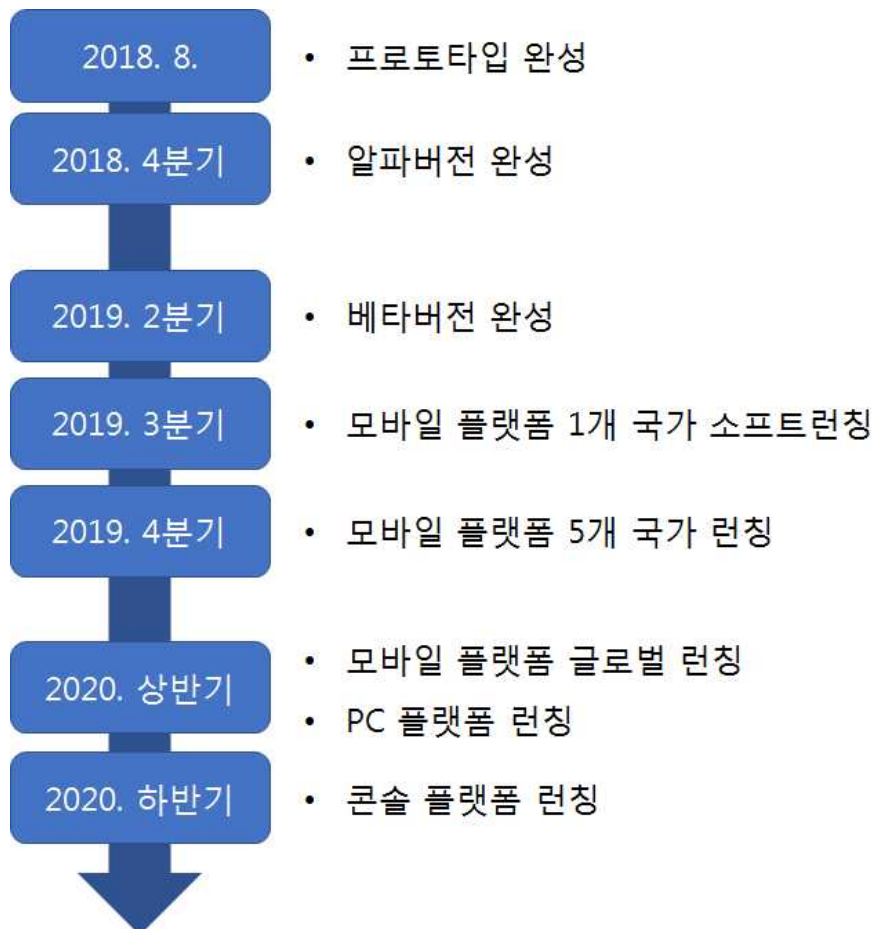 2018. 8.
• 프로토타입 완성
2018. 4분기
• 알파버전 완성
2019. 2분기
• 베타버전 완성
2019. 3분기
• 모바일 플랫폼 1개 국가 소프트런칭
2019. 4분기
• 모바일 플랫폼 5개 국가 런칭
2020. 상반기
• 모바일 플랫폼 글로벌 런칭
• PC 플랫폼 런칭
2020. 하반기
• 콘솔 플랫폼 런칭